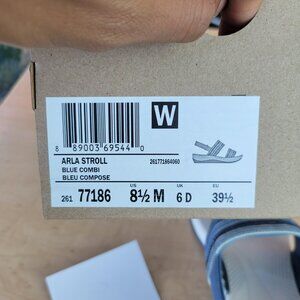 W
8 89003 69544 0
ARLA STROLL 261771864060
BLUE COMBI
BLEU COMPOSE
US UK EU
261 77186 8½ M 6 D 39½